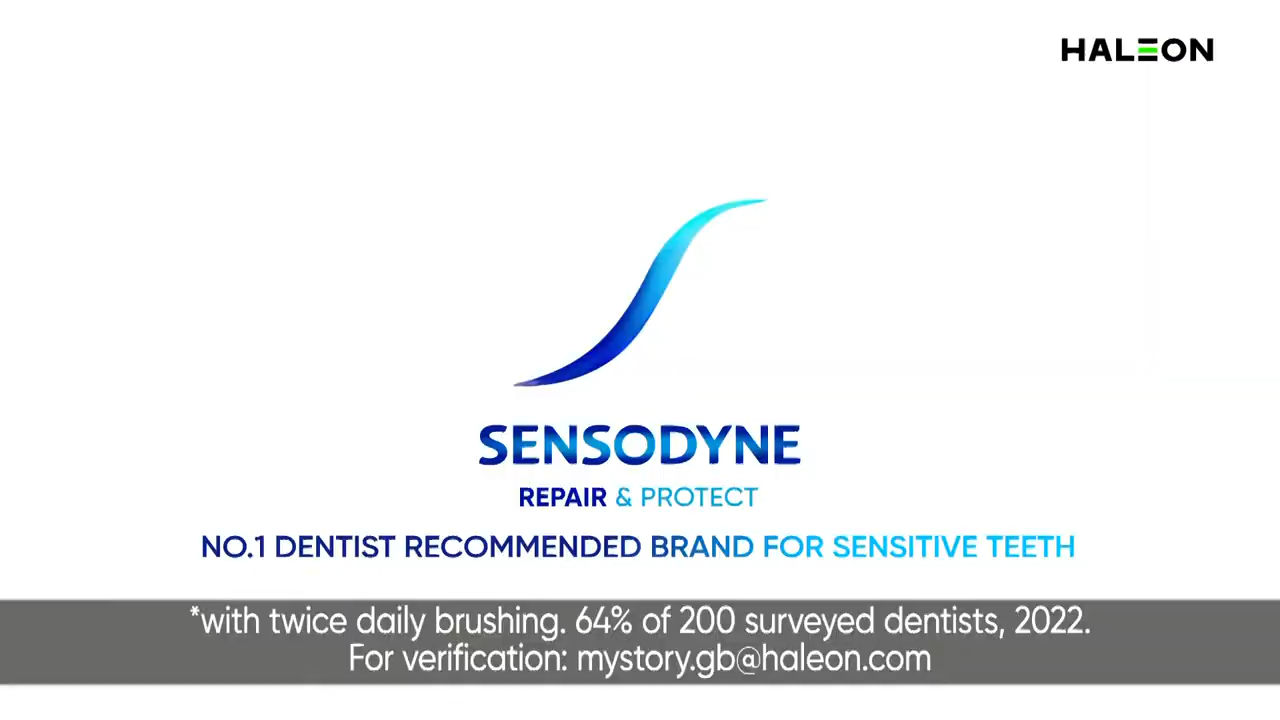 HALEON
SENSODYNE
REPAIR & PROTECT
NO.1 DENTIST RECOMMENDED BRAND FOR SENSITIVE TEETH
*with twice daily brushing. 64% of 200 surveyed dentists, 2022.
For verification: mystory.gb@haleon.com